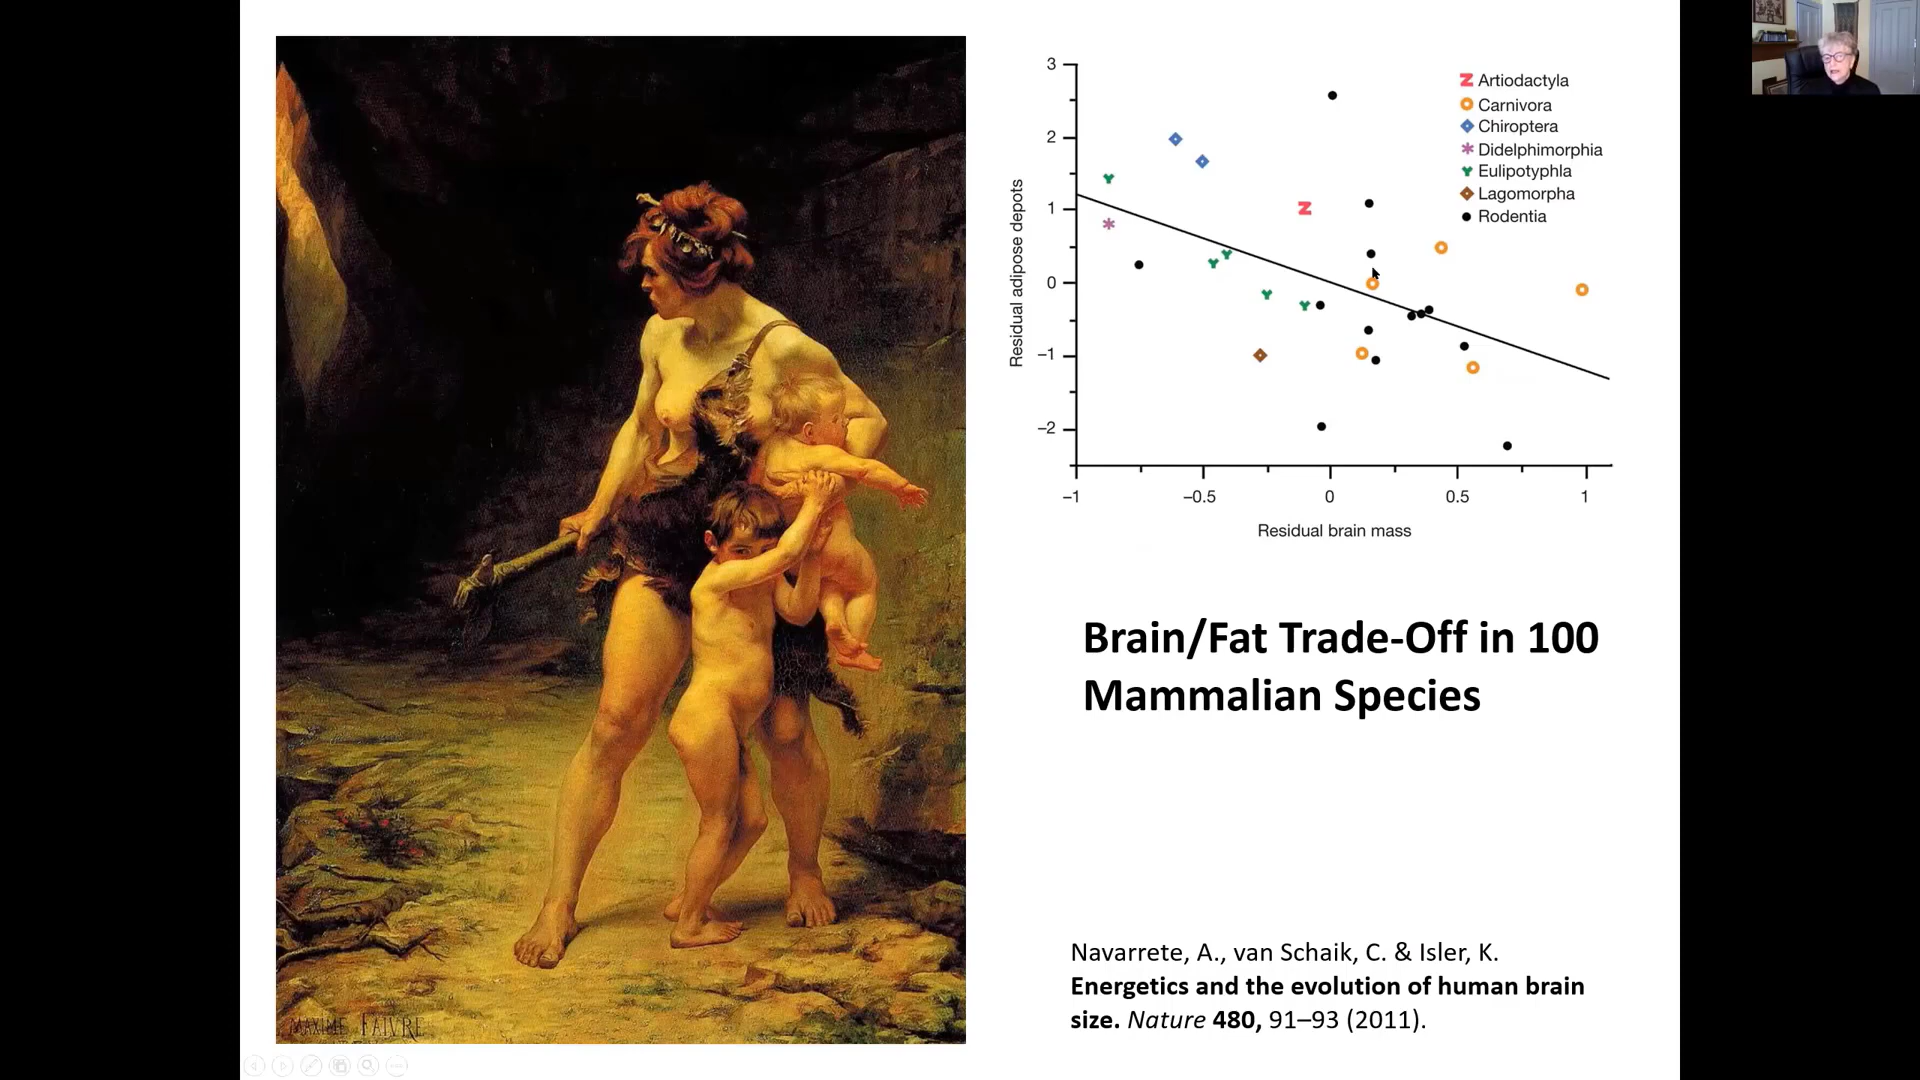 MAXIME FAIVRE
3
2
1
0
−1
−2
Residual adipose depots
Artiodactyla
Carnivora
Chiroptera
Didelphimorphia
Eulipotyphla
Lagomorpha
Rodentia
−1
−0.5
0
0.5
1
Residual brain mass
Brain/Fat Trade-Off in 100
Mammalian Species
Navarrete, A., van Schaik, C. & Isler, K.
Energetics and the evolution of human brain
size. Nature 480, 91–93 (2011).